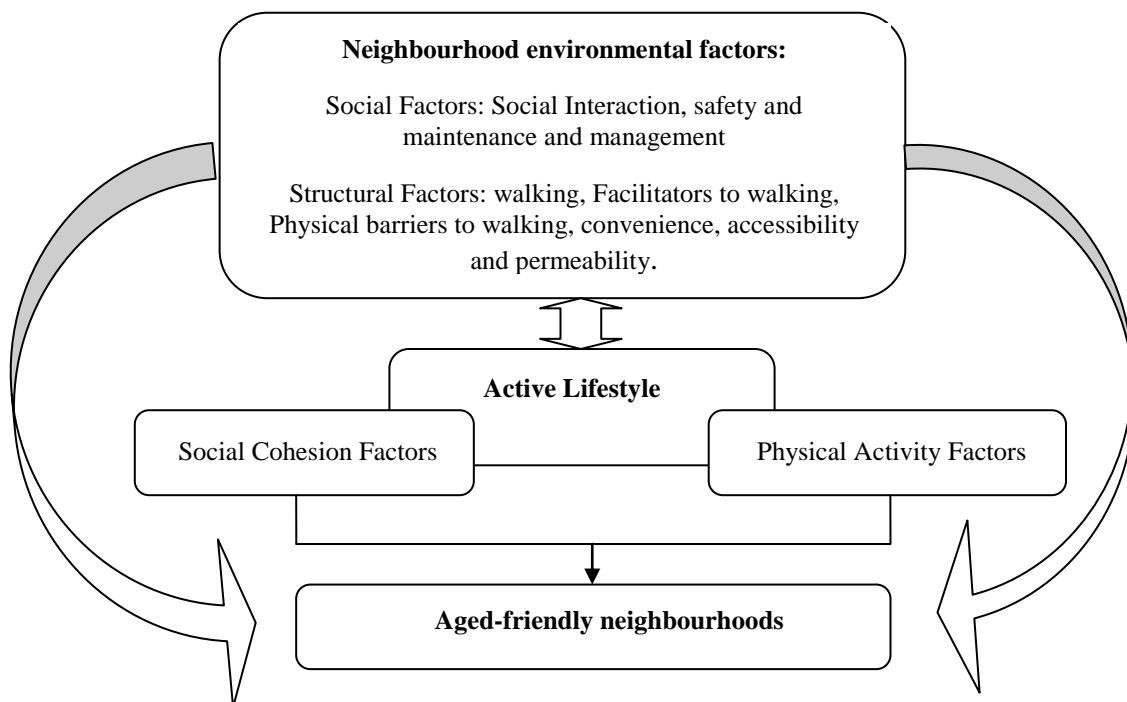 Neighbourhood environmental factors:
Social Factors: Social Interaction, safety and
maintenance and management
Structural Factors: walking, Facilitators to walking,
Physical barriers to walking, convenience, accessibility
and permeability.
Active Lifestyle
Social Cohesion Factors
Physical Activity Factors
Aged-friendly neighbourhoods